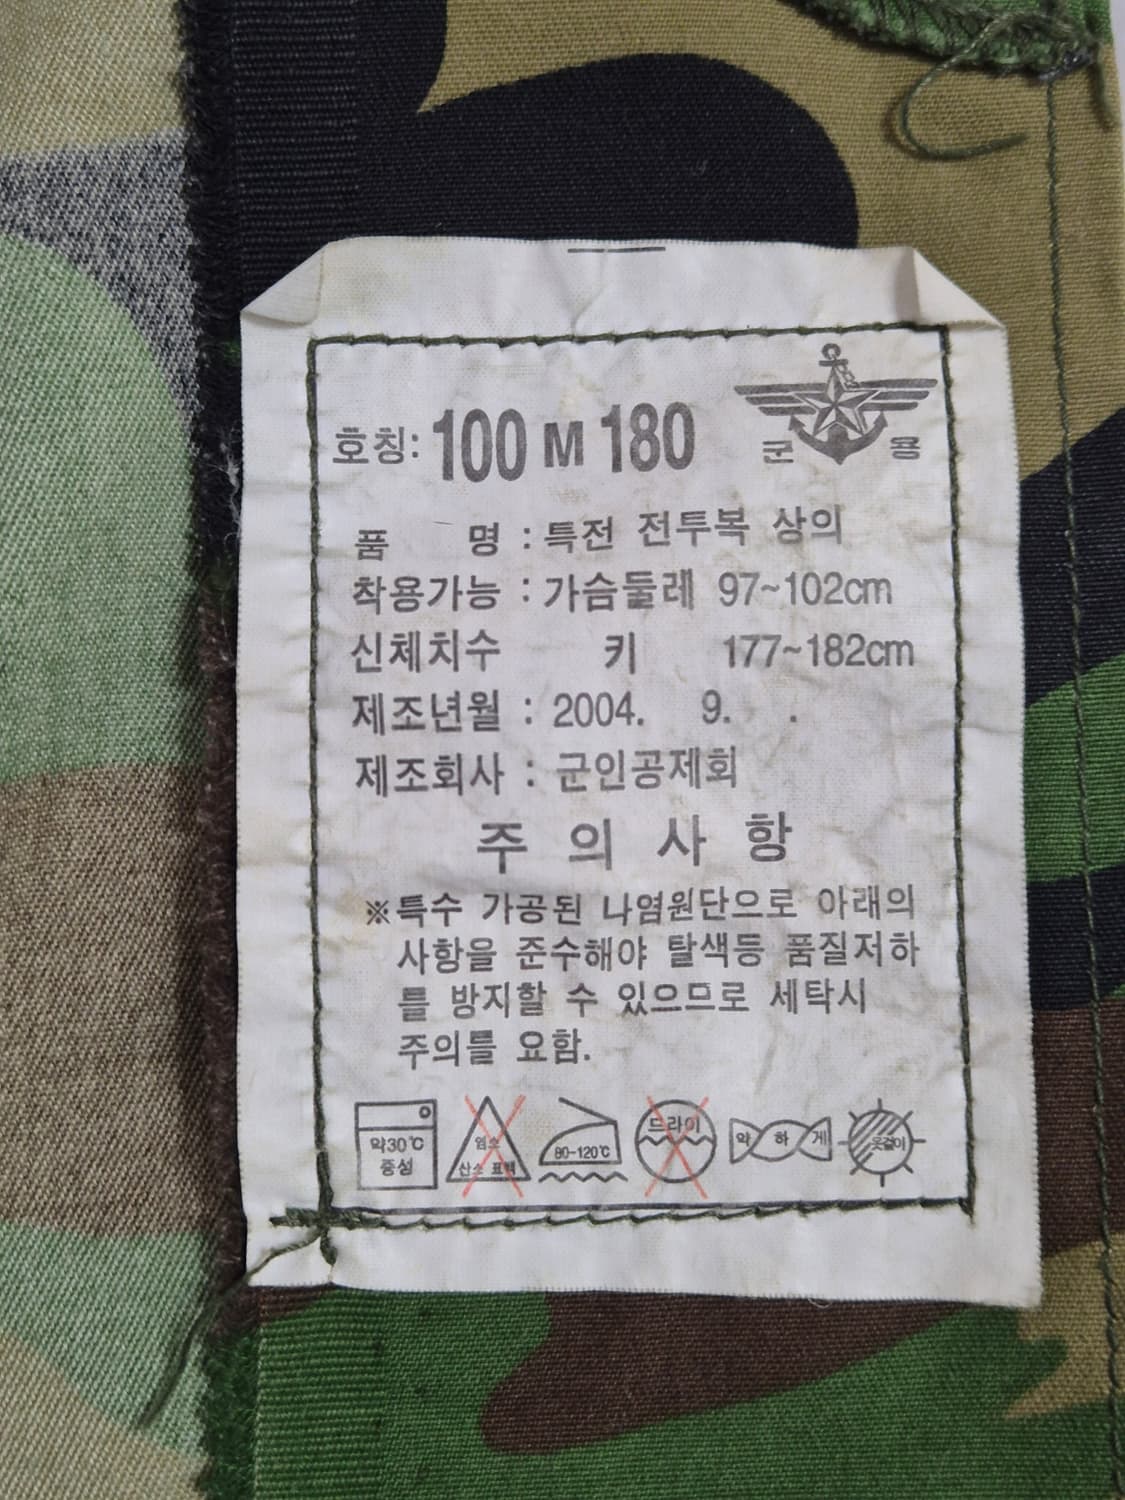 호칭: 100 M 180
군 용
품 명 : 특전 전투복 상의
착용가능 : 가슴둘레 97~102cm
신체치수 키 177~182cm
제조년월 : 2004. 9. .
제조회사 : 군인공제회
주 의 사 항
※특수 가공된 나염원단으로 아래의
사항을 준수해야 탈색등 품질저하
를 방지할 수 있으므로 세탁시
주의를 요함.
약30℃
중성
염소
산소 표백
80-120℃
드라이
약 하 게
옷걸이